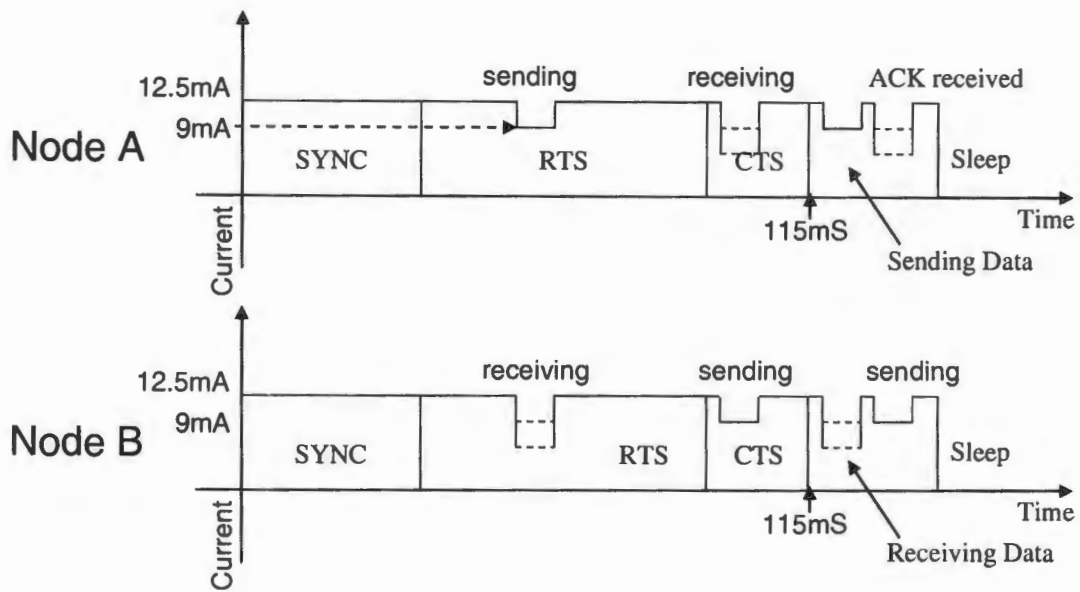 sending
receiving
ACK received
12.5mA
9mA
Node A
SYNC
RTS
CTS
Sleep
115mS
Time
Current
Sending Data
receiving
sending
sending
12.5mA
9mA
Node B
SYNC
RTS
CTS
Sleep
115mS
Time
Current
Receiving Data